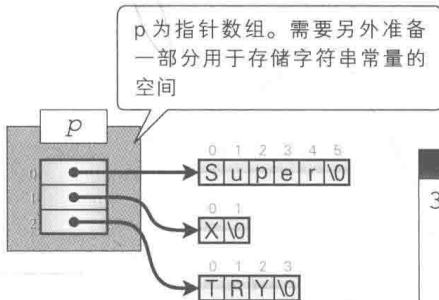 p为指针数组。需要另外准备
一部分用于存储字符串常量的
空间
p
0 1 2 3 4 5
0
S u p e r \0
3
1
0 1
X \0
2
0 1 2 3
T R Y \0